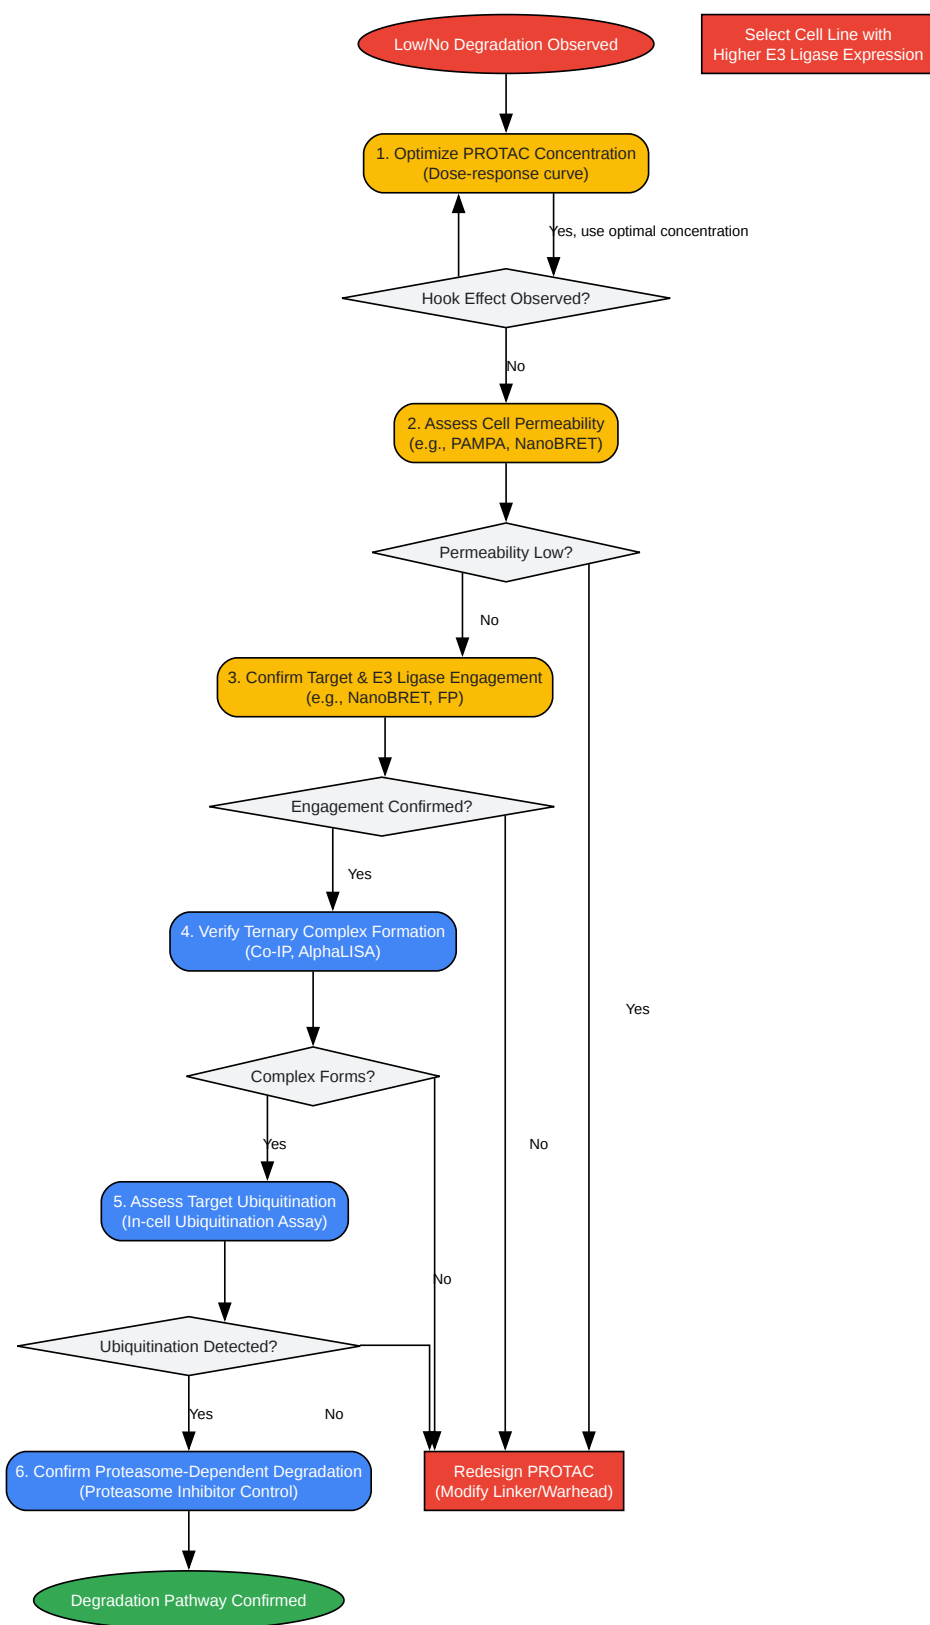 Low/No Degradation Observed
Select Cell Line with
Higher E3 Ligase Expression
1. Optimize PROTAC Concentration
(Dose-response curve)
Yes, use optimal concentration
Hook Effect Observed?
No
2. Assess Cell Permeability
(e.g., PAMPA, NanoBRET)
Permeability Low?
No
3. Confirm Target & E3 Ligase Engagement
(e.g., NanoBRET, FP)
Engagement Confirmed?
Yes
4. Verify Ternary Complex Formation
(Co-IP, AlphaLISA)
Yes
Complex Forms?
Yes
No
5. Assess Target Ubiquitination
(In-cell Ubiquitination Assay)
No
Ubiquitination Detected?
Yes
No
6. Confirm Proteasome-Dependent Degradation
(Proteasome Inhibitor Control)
Redesign PROTAC
(Modify Linker/Warhead)
Degradation Pathway Confirmed